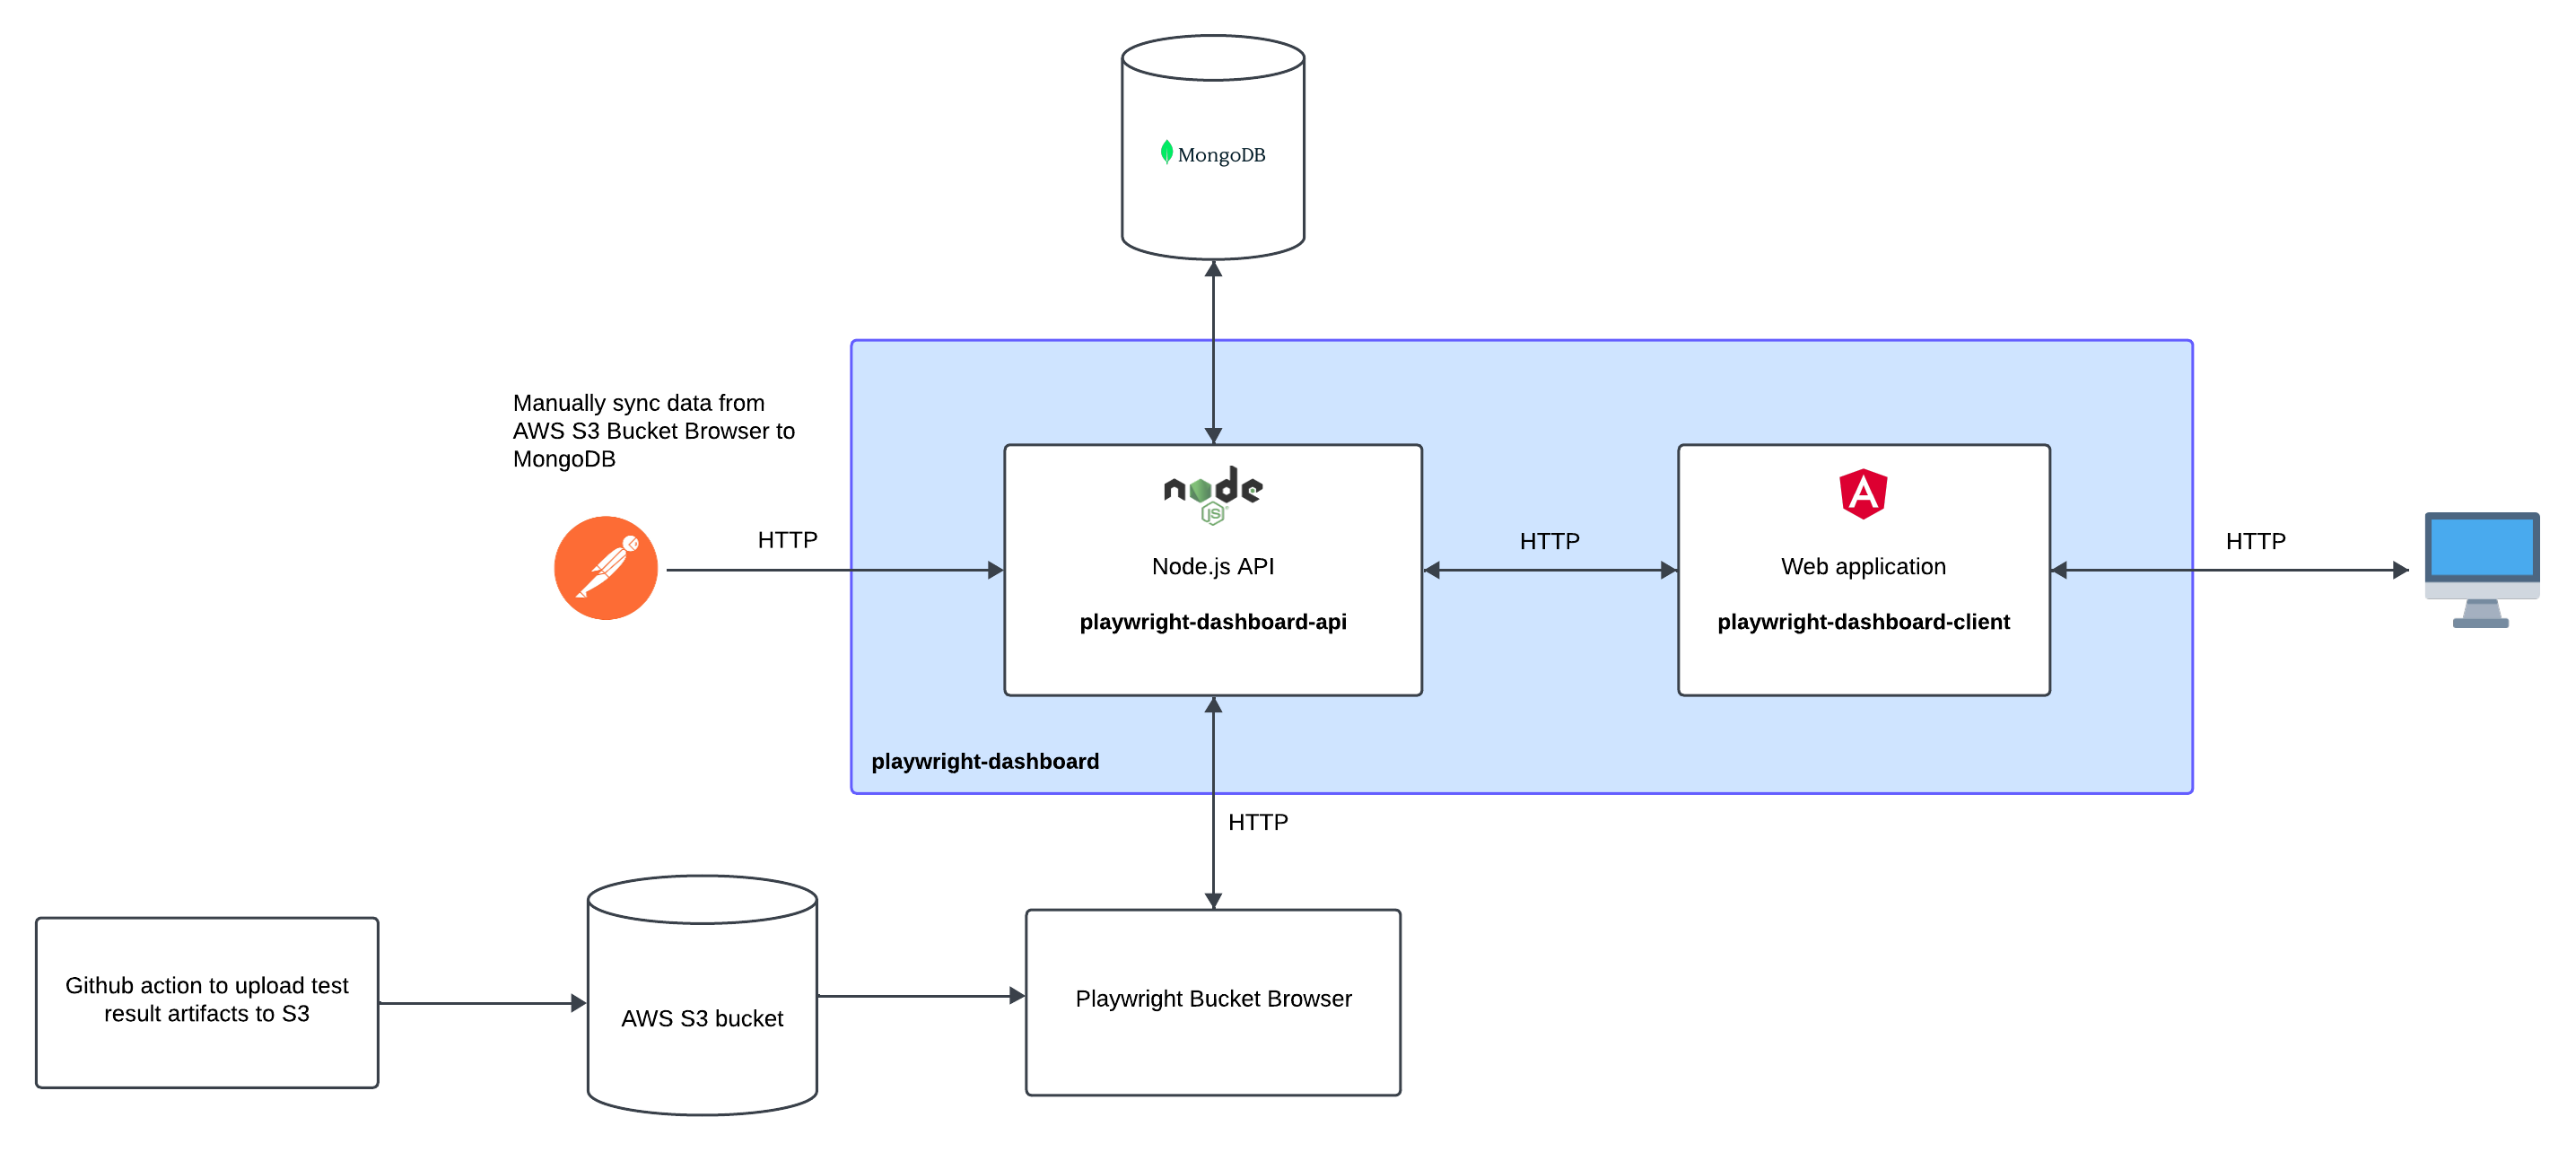 MongoDB
Manually sync data from
AWS S3 Bucket Browser to
MongoDB
HTTP
node
JS
Node.js API
playwright-dashboard-api
HTTP
A
Web application
playwright-dashboard-client
HTTP
playwright-dashboard
HTTP
Github action to upload test
result artifacts to S3
AWS S3 bucket
Playwright Bucket Browser